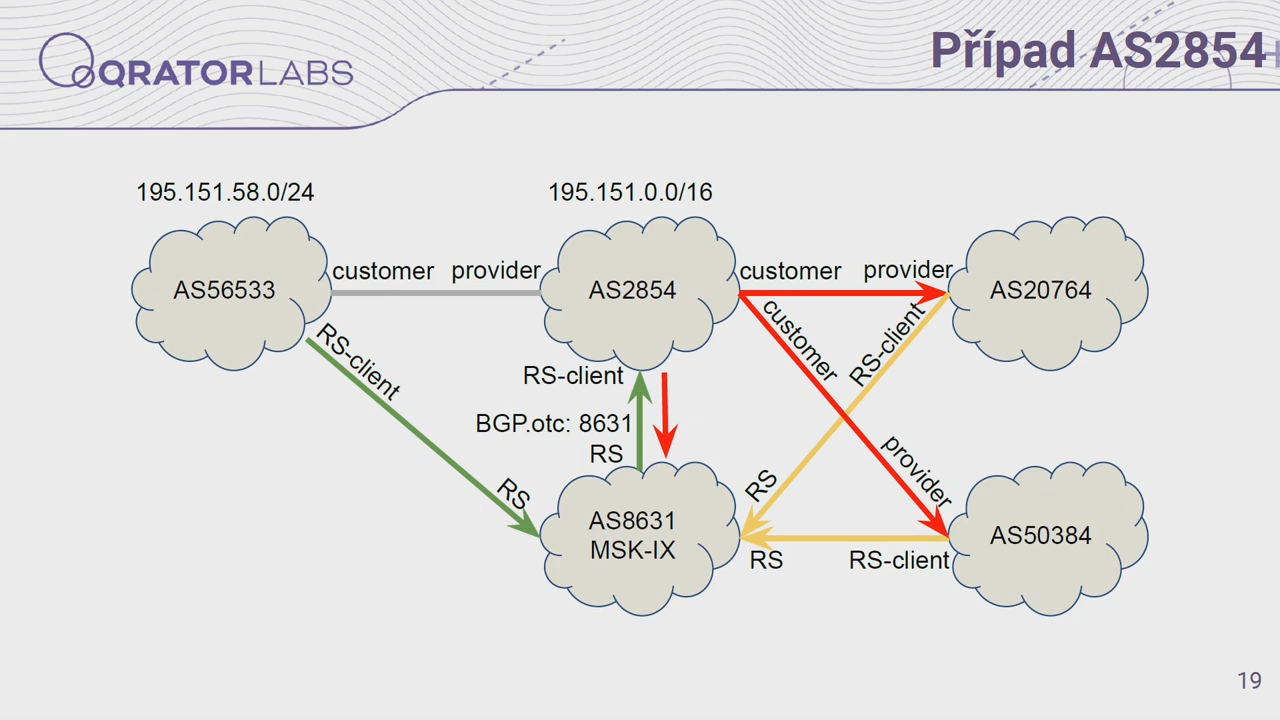 QRATORLABS
Případ AS2854
195.151.58.0/24
195.151.0.0/16
AS56533
customer
provider
AS2854
customer
provider
AS20764
RS-client
customer
RS-client
RS-client
BGP.otc: 8631
RS
provider
RS
RS
AS8631
MSK-IX
AS50384
RS
RS-client
19